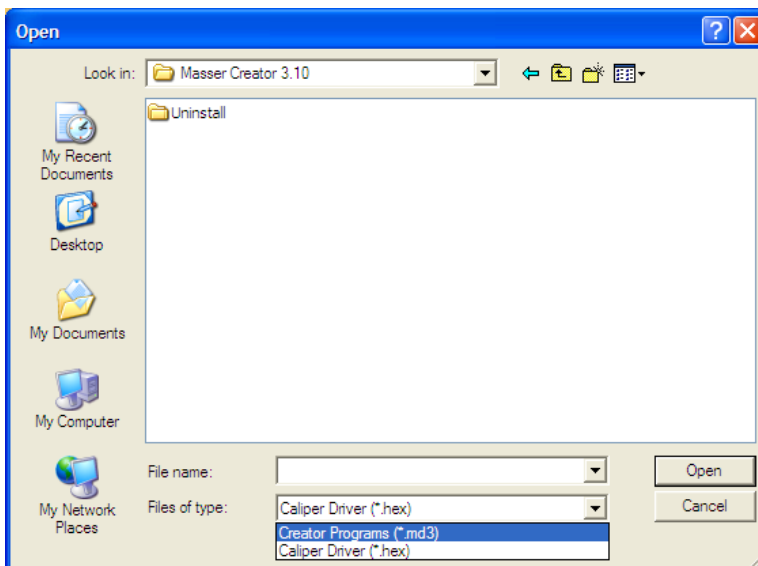 Open
Look in: Masser Creator 3.10
Uninstall
My Recent
Documents
Desktop
My Documents
My Computer
My Network
Places
File name:
Open
Files of type: Caliper Driver (*.hex)
Cancel
Creator Programs (*.md3)
Caliper Driver (*.hex)